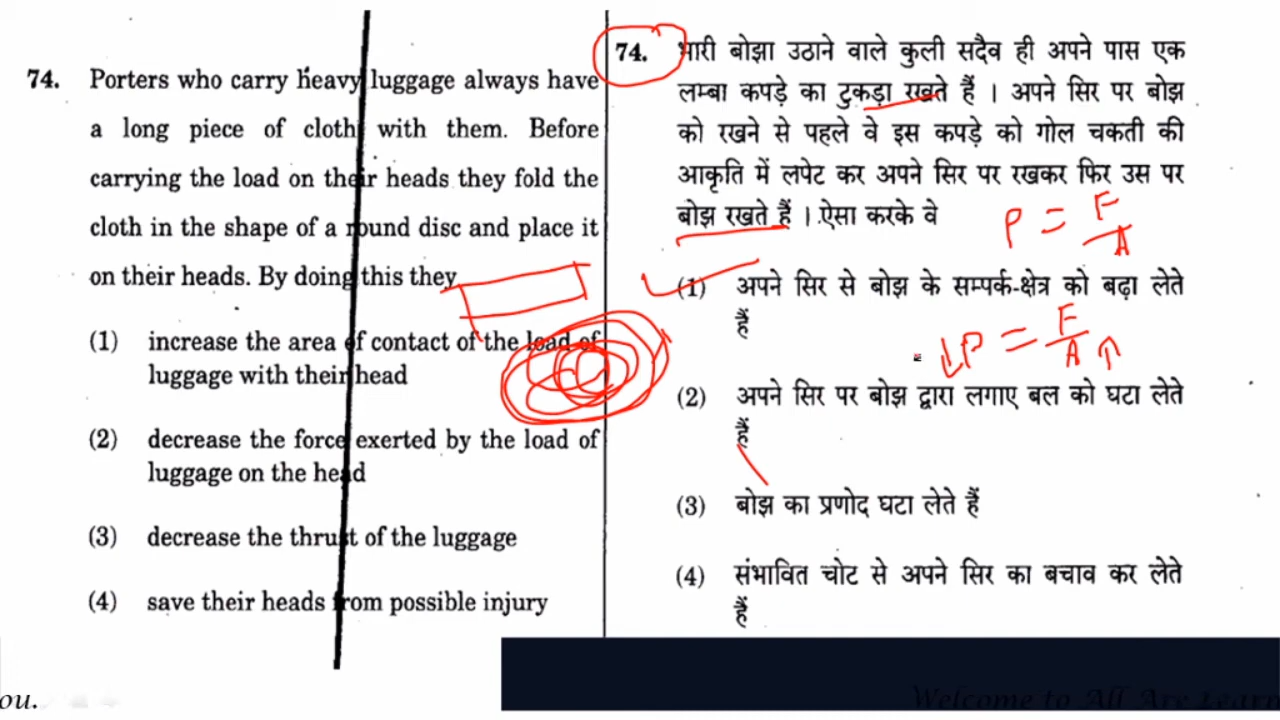 74. Porters who carry heavy luggage always have
a long piece of cloth with them. Before
carrying the load on their heads they fold the
cloth in the shape of a round disc and place it
on their heads. By doing this they
(1) increase the area of contact of the load of
luggage with their head
(2) decrease the force exerted by the load of
luggage on the head
(3) decrease the thrust of the luggage
(4) save their heads from possible injury
74. भारी बोझा उठाने वाले कुली सदैव ही अपने पास एक
लम्बा कपड़े का टुकड़ा रखते हैं । अपने सिर पर बोझ
को रखने से पहले वे इस कपड़े को गोल चकती की
आकृति में लपेट कर अपने सिर पर रखकर फिर उस पर
बोझ रखते हैं । ऐसा करके वे
P = F/A
(1) अपने सिर से बोझ के सम्पर्क-क्षेत्र को बढ़ा लेते
हैं
↓P = F/A↑
(2) अपने सिर पर बोझ द्वारा लगाए बल को घटा लेते
हैं
(3) बोझ का प्रणोद घटा लेते हैं
(4) संभावित चोट से अपने सिर का बचाव कर लेते
हैं
ou.
Welcome to All Arc Learn